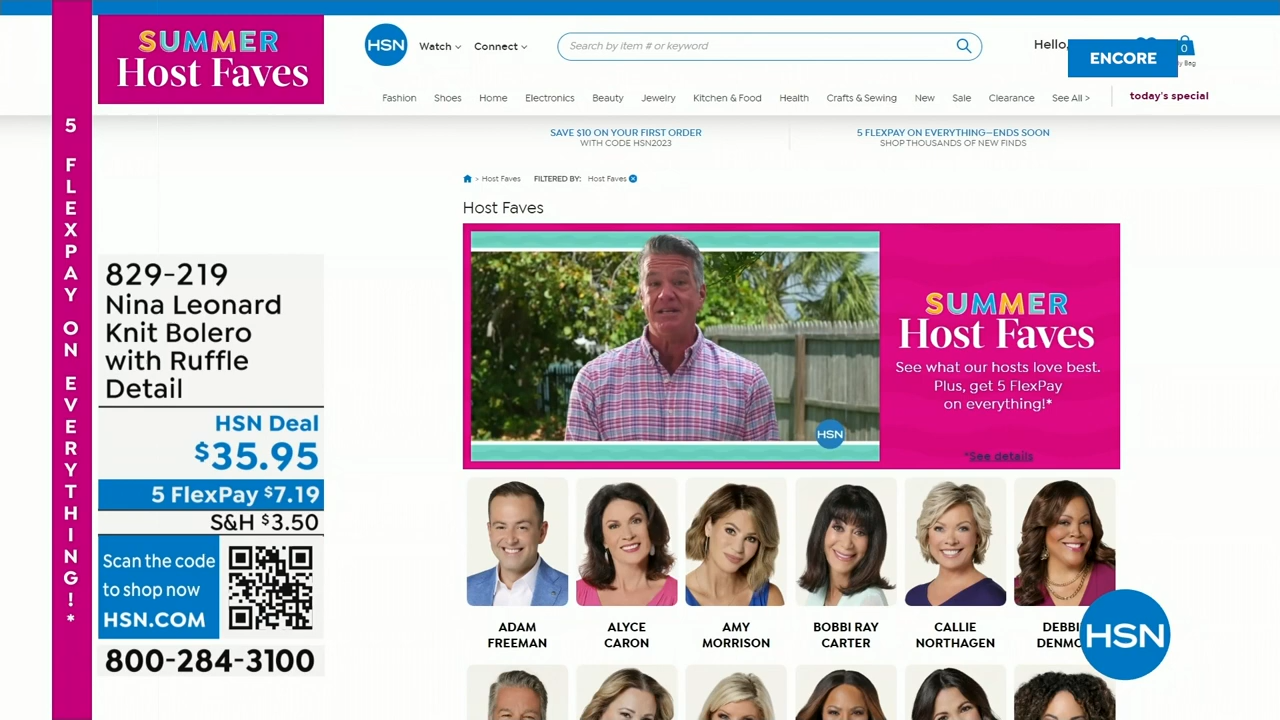 5 FLEXPAY ON EVERYTHING!*
SUMMER
Host Faves
829-219
Nina Leonard
Knit Bolero
with Ruffle
Detail
HSN Deal
$35.95
5 FlexPay $7.19
S&H $3.50
Scan the code
to shop now
HSN.COM
800-284-3100
HSN
Watch
Connect
Search by item # or keyword
Hello,
ENCORE
0
Bag
Fashion
Shoes
Home
Electronics
Beauty
Jewelry
Kitchen & Food
Health
Crafts & Sewing
New
Sale
Clearance
See All >
today's special
SAVE $10 ON YOUR FIRST ORDER
WITH CODE HSN2023
5 FLEXPAY ON EVERYTHING—ENDS SOON
SHOP THOUSANDS OF NEW FINDS
> Host Faves
FILTERED BY: Host Faves
Host Faves
HSN
SUMMER
Host Faves
See what our hosts love best.
Plus, get 5 FlexPay
on everything!*
*See details
ADAM
FREEMAN
ALYCE
CARON
AMY
MORRISON
BOBBI RAY
CARTER
CALLIE
NORTHAGEN
HSN